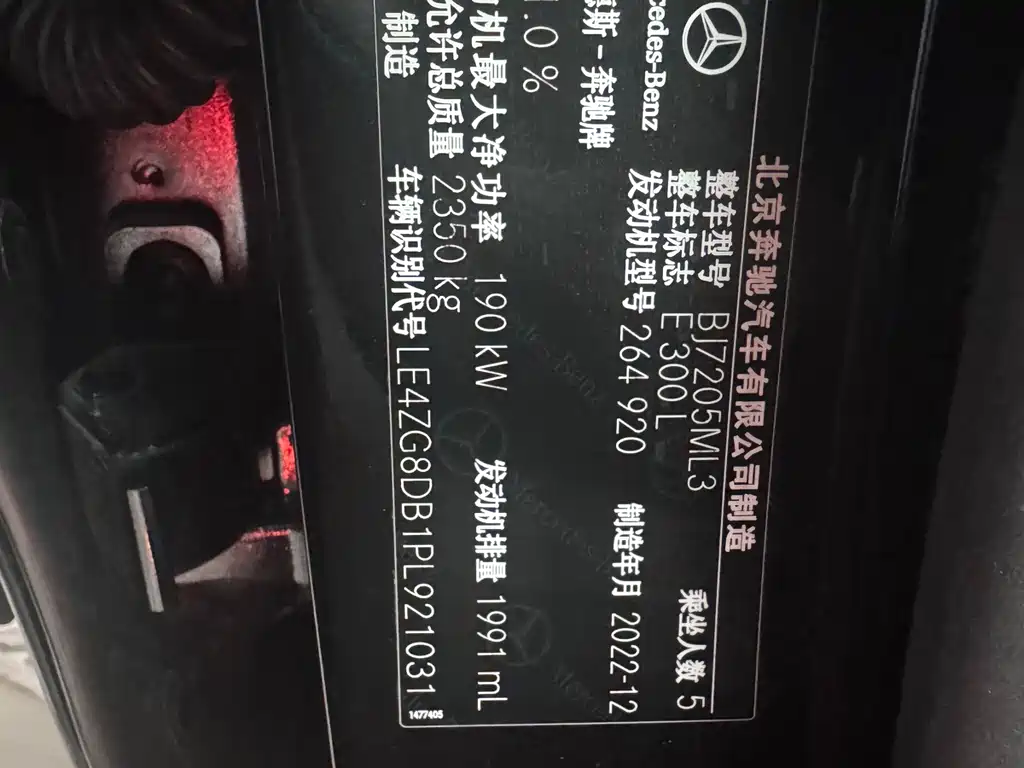 北京奔驰汽车有限公司制造
整车型号 BJ7205ML3
整车标志 E 300 L 乘坐人数 5
发动机型号 264 920 制造年月 2022-12
cedes-Benz
斯-奔驰牌
.0 %
机最大净功率 190 kW 发动机排量 1991 mL
允许总质量 2350 kg
制造
车辆识别代号 LE4ZG8DB1PL921031
1477405